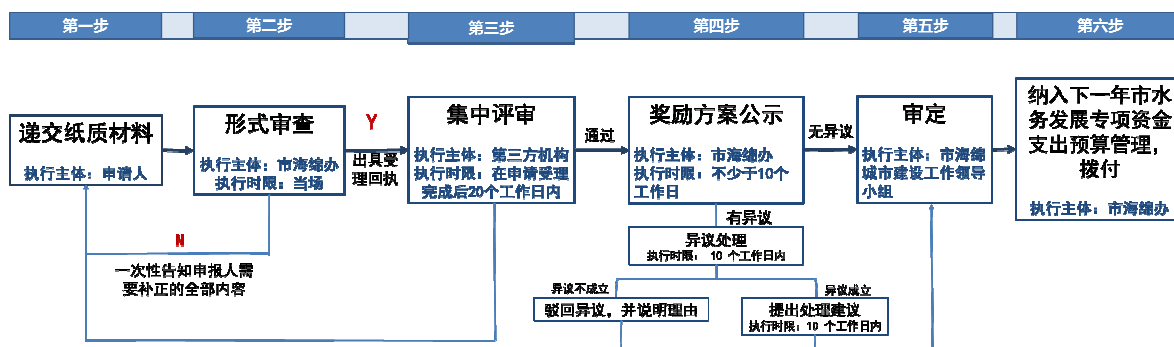 第一步
第二步
第三步
第四步
第五步
第六步
递交纸质材料
执行主体：申请人
形式审查
执行主体：市海绵办
执行时限：当场
Y
出具受
理回执
N
一次性告知申报人需
要补正的全部内容
集中评审
执行主体：第三方机构
执行时限：在申请受理
完成后20个工作日内
通过
奖励方案公示
执行主体：市海绵办
执行时限：不少于10个
工作日
有异议
异议处理
执行时限： 10 个工作日内
异议不成立
驳回异议，并说明理由
异议成立
提出处理建议
执行时限：10 个工作日内
无异议
审定
执行主体：市海绵
城市建设工作领导
小组
纳入下一年市水
务发展专项资金
支出预算管理，
拨付
执行主体：市海绵办